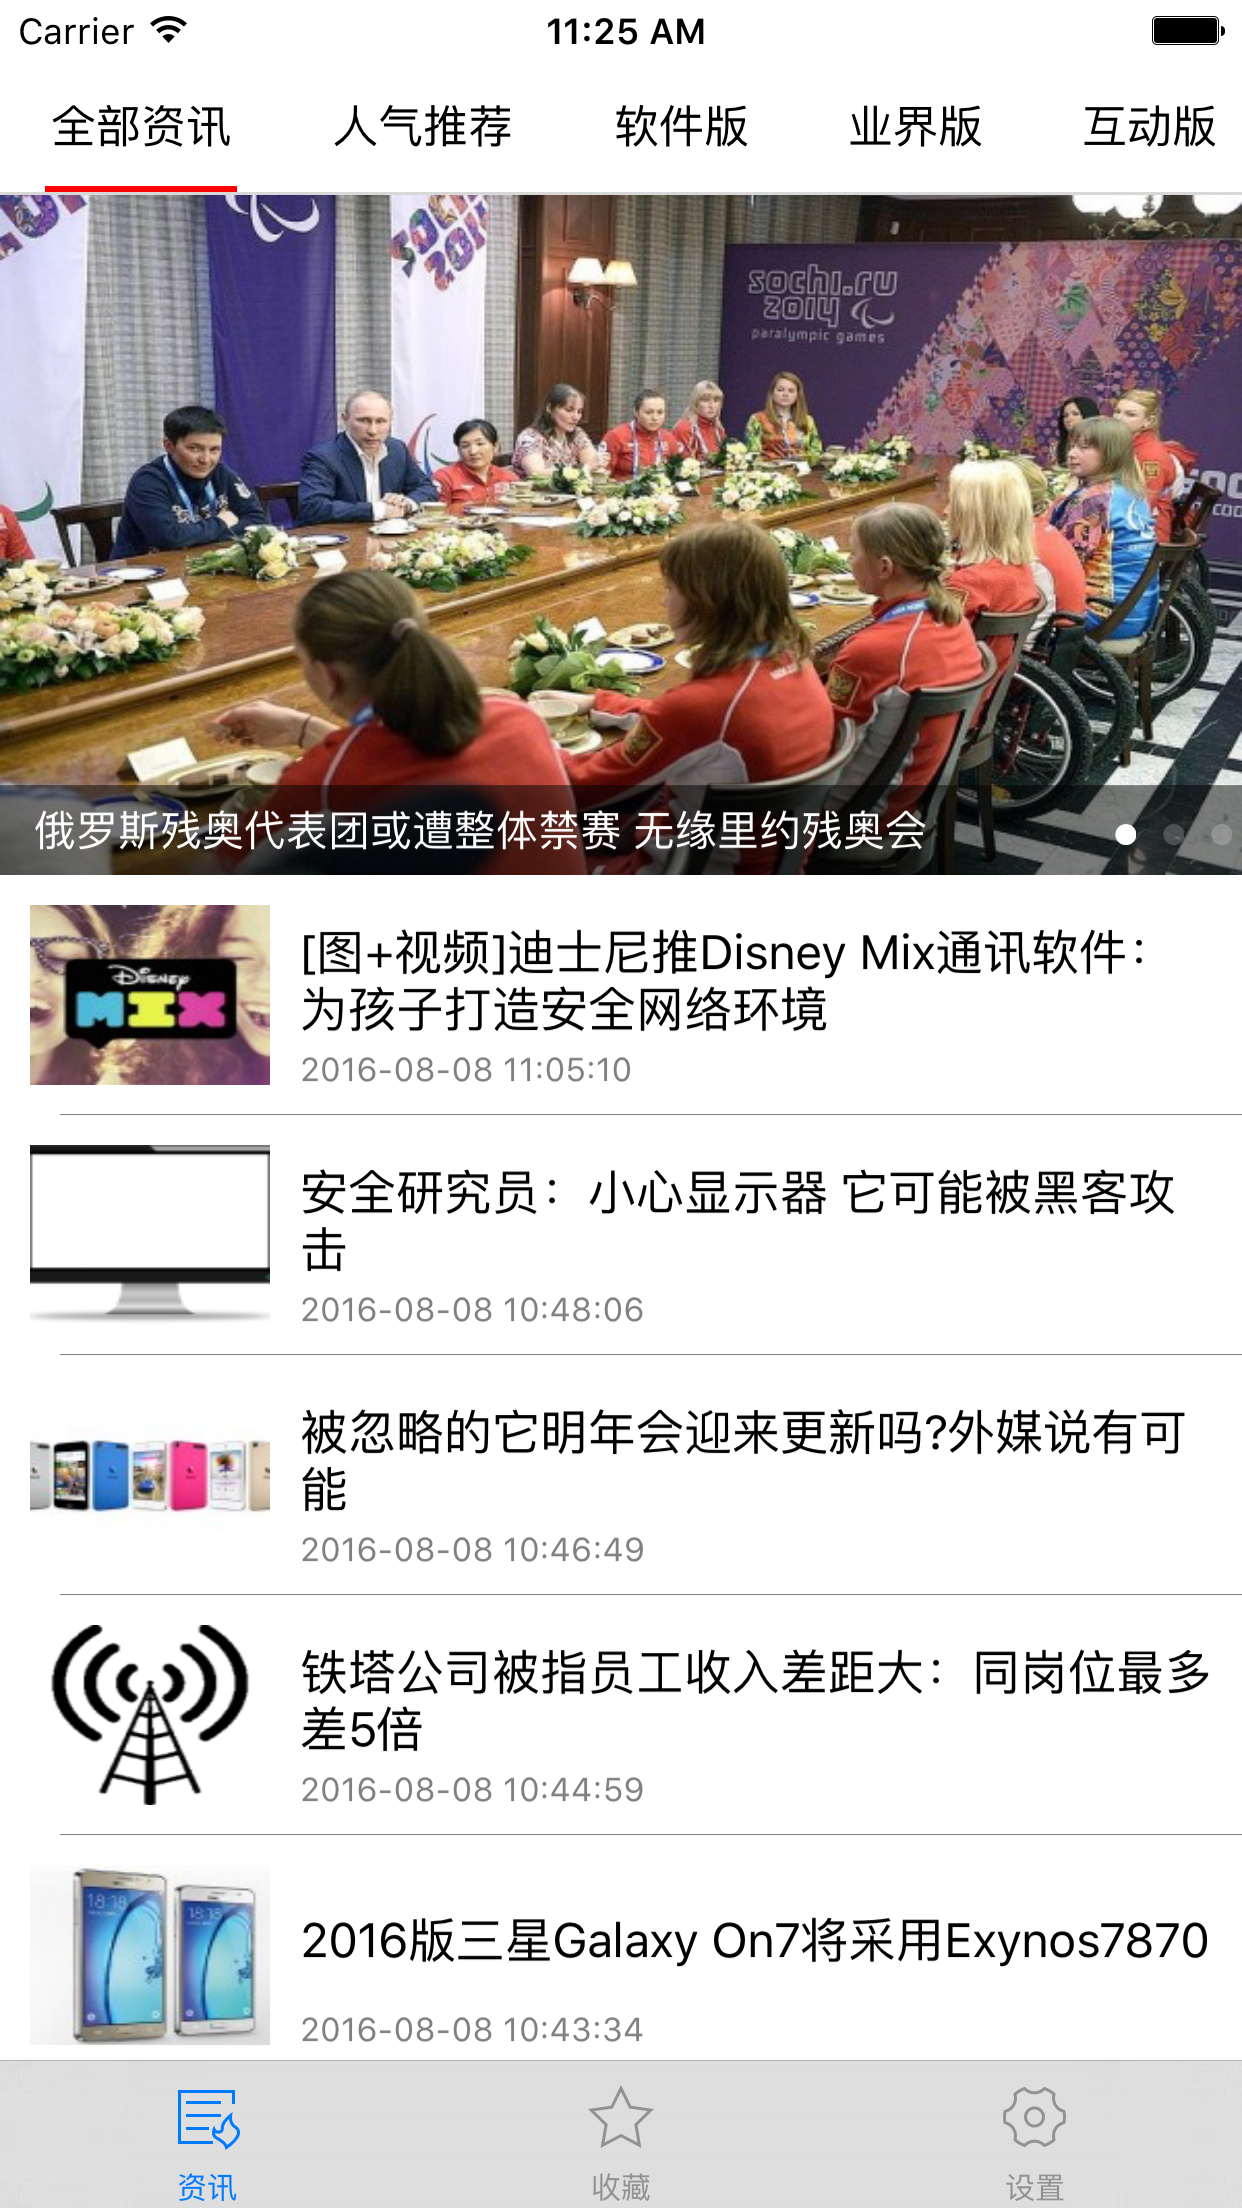 Carrier 11:25 AM
全部资讯 人气推荐 软件版 业界版 互动版
sochi.ru
2014
paralympic games
俄罗斯残奥代表团或遭整体禁赛 无缘里约残奥会
Disney
MIX
[图+视频]迪士尼推Disney Mix通讯软件：
为孩子打造安全网络环境
2016-08-08 11:05:10
安全研究员：小心显示器 它可能被黑客攻
击
2016-08-08 10:48:06
被忽略的它明年会迎来更新吗?外媒说有可
能
2016-08-08 10:46:49
铁塔公司被指员工收入差距大：同岗位最多
差5倍
2016-08-08 10:44:59
18:18
18:18
2016版三星Galaxy On7将采用Exynos7870
2016-08-08 10:43:34
资讯 收藏 设置